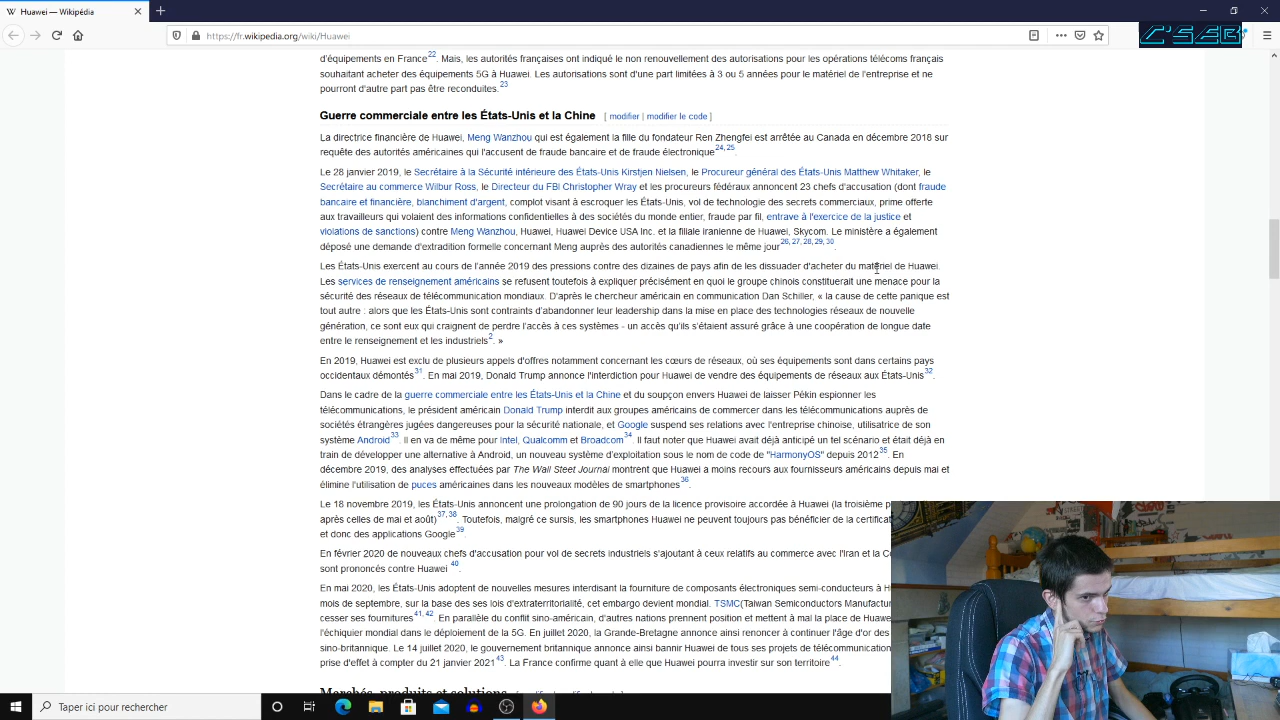 Huawei — Wikipédia
https://fr.wikipedia.org/wiki/Huawei
C'SEB
d'équipements en France22. Mais, les autorités françaises ont indiqué le non renouvellement des autorisations pour les opérations télécoms français
souhaitant acheter des équipements 5G à Huawei. Les autorisations sont d'une part limitées à 3 ou 5 années pour le matériel de l'entreprise et ne
pourront d'autre part pas être reconduites. 23
Guerre commerciale entre les États-Unis et la Chine [ modifier | modifier le code ]
La directrice financière de Huawei, Meng Wanzhou qui est également la fille du fondateur Ren Zhengfei est arrêtée au Canada en décembre 2018 sur
requête des autorités américaines qui l'accusent de fraude bancaire et de fraude électronique24, 25.
Le 28 janvier 2019, le Secrétaire à la Sécurité intérieure des États-Unis Kirstjen Nielsen, le Procureur général des États-Unis Matthew Whitaker, le
Secrétaire au commerce Wilbur Ross, le Directeur du FBI Christopher Wray et les procureurs fédéraux annoncent 23 chefs d'accusation (dont fraude
bancaire et financière, blanchiment d'argent, complot visant à escroquer les États-Unis, vol de technologie des secrets commerciaux, prime offerte
aux travailleurs qui volaient des informations confidentielles à des sociétés du monde entier, fraude par fil, entrave à l'exercice de la justice et
violations de sanctions) contre Meng Wanzhou, Huawei, Huawei Device USA Inc. et la filiale iranienne de Huawei, Skycom. Le ministère a également
déposé une demande d'extradition formelle concernant Meng auprès des autorités canadiennes le même jour26, 27, 28, 29, 30.
Les États-Unis exercent au cours de l'année 2019 des pressions contre des dizaines de pays afin de les dissuader d'acheter du matériel de Huawei.
Les services de renseignement américains se refusent toutefois à expliquer précisément en quoi le groupe chinois constituerait une menace pour la
sécurité des réseaux de télécommunication mondiaux. D'après le chercheur américain en communication Dan Schiller, « la cause de cette panique est
tout autre : alors que les États-Unis sont contraints d'abandonner leur leadership dans la mise en place des technologies réseaux de nouvelle
génération, ce sont eux qui craignent de perdre l'accès à ces systèmes - un accès qu'ils s'étaient assuré grâce à une coopération de longue date
entre le renseignement et les industriels2. »
En 2019, Huawei est exclu de plusieurs appels d'offres notamment concernant les cœurs de réseaux, où ses équipements sont dans certains pays
occidentaux démontés31. En mai 2019, Donald Trump annonce l'interdiction pour Huawei de vendre des équipements de réseaux aux États-Unis32.
Dans le cadre de la guerre commerciale entre les États-Unis et la Chine et du soupçon envers Huawei de laisser Pékin espionner les
télécommunications, le président américain Donald Trump interdit aux groupes américains de commercer dans les télécommunications auprès de
sociétés étrangères jugées dangereuses pour la sécurité nationale, et Google suspend ses relations avec l'entreprise chinoise, utilisatrice de son
système Android33. Il en va de même pour Intel, Qualcomm et Broadcom34. Il faut noter que Huawei avait déjà anticipé un tel scénario et était déjà en
train de développer une alternative à Android, un nouveau système d'exploitation sous le nom de code de "HarmonyOS" depuis 201235. En
décembre 2019, des analyses effectuées par The Wall Steet Journal montrent que Huawei a moins recours aux fournisseurs américains depuis mai et
élimine l'utilisation de puces américaines dans les nouveaux modèles de smartphones36.
Le 18 novembre 2019, les États-Unis annoncent une prolongation de 90 jours de la licence provisoire accordée à Huawei (la troisième p
après celles de mai et août)37, 38. Toutefois, malgré ce sursis, les smartphones Huawei ne peuvent toujours pas bénéficier de la certificat
et donc des applications Google39.
En février 2020 de nouveaux chefs d'accusation pour vol de secrets industriels s'ajoutant à ceux relatifs au commerce avec l'Iran et la Co
sont prononcés contre Huawei 40.
En mai 2020, les États-Unis adoptent de nouvelles mesures interdisant la fourniture de composants électroniques semi-conducteurs à H
mois de septembre, sur la base des ses lois d'extraterritorialité, cet embargo devient mondial. TSMC(Taiwan Semiconductors Manufactur
cesser ses fournitures41, 42. En parallèle du conflit sino-américain, d'autres nations prennent position et mettent à mal la place de Huawe
l'échiquier mondial dans le déploiement de la 5G. En juillet 2020, la Grande-Bretagne annonce ainsi renoncer à continuer l'âge d'or des
sino-britannique. Le 14 juillet 2020, le gouvernement britannique annonce ainsi bannir Huawei de tous ses projets de télécommunication
prise d'effet à compter du 21 janvier 202143. La France confirme quant à elle que Huawei pourra investir sur son territoire44.
Marchés, produits et solutions
Taper ici pour rechercher